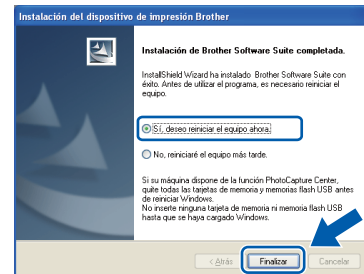 Instalación del dispositivo de impresión Brother
Instalación de Brother Software Suite completada.
InstallShield Wizard ha instalado Brother Software Suite con
éxito. Antes de utilizar el programa, es necesario reiniciar el
equipo.
Sí, deseo reiniciar el equipo ahora.
No, reiniciaré el equipo más tarde.
Si su máquina dispone de la función PhotoCapture Center,
quite todas las tarjetas de memoria y memorias flash USB antes
de reiniciar Windows.
No inserte ninguna tarjeta de memoria ni memoria flash USB
hasta que se haya cargado Windows.
< Atrás Finalizar Cancelar